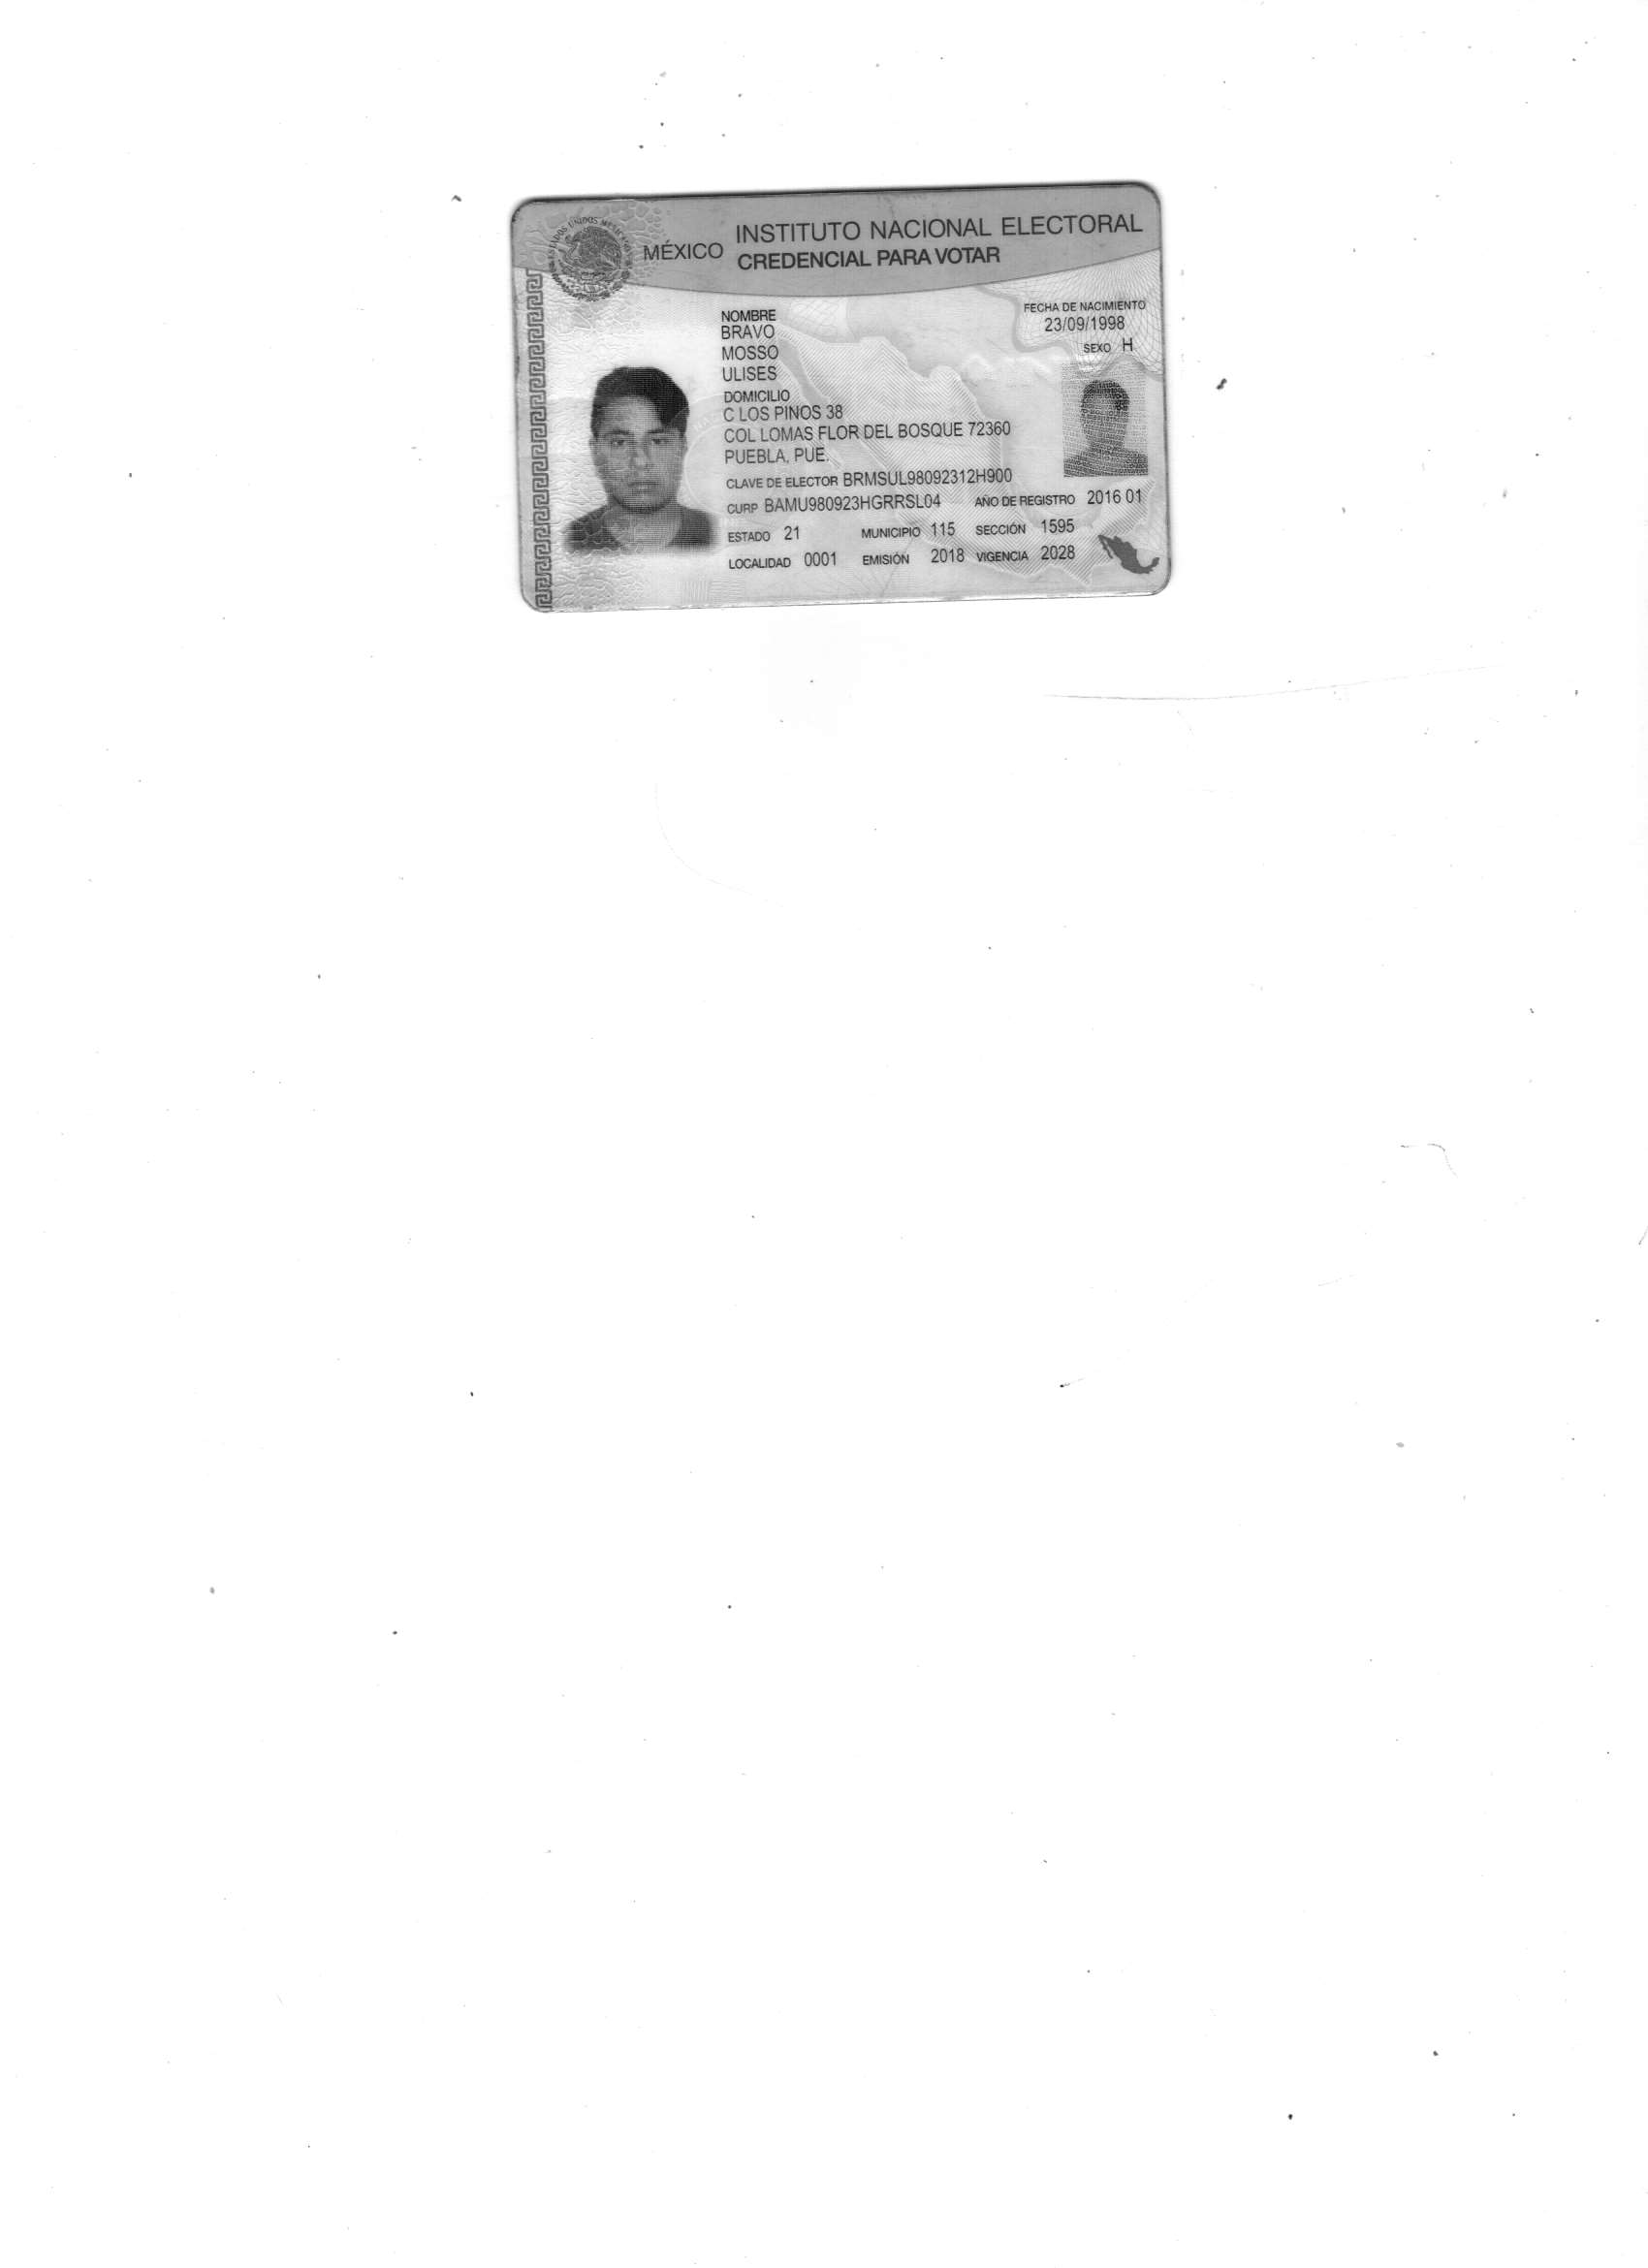 ESTADOS UNIDOS MEXICANOS
MÉXICO
INSTITUTO NACIONAL ELECTORAL
CREDENCIAL PARA VOTAR
NOMBRE
BRAVO
MOSSO
ULISES
FECHA DE NACIMIENTO
23/09/1998
SEXO H
DOMICILIO
C LOS PINOS 38
COL LOMAS FLOR DEL BOSQUE 72360
PUEBLA, PUE.
CLAVE DE ELECTOR BRMSUL98092312H900
CURP BAMU980923HGRRSL04 AÑO DE REGISTRO 2016 01
ESTADO 21 MUNICIPIO 115 SECCIÓN 1595
LOCALIDAD 0001 EMISIÓN 2018 VIGENCIA 2028